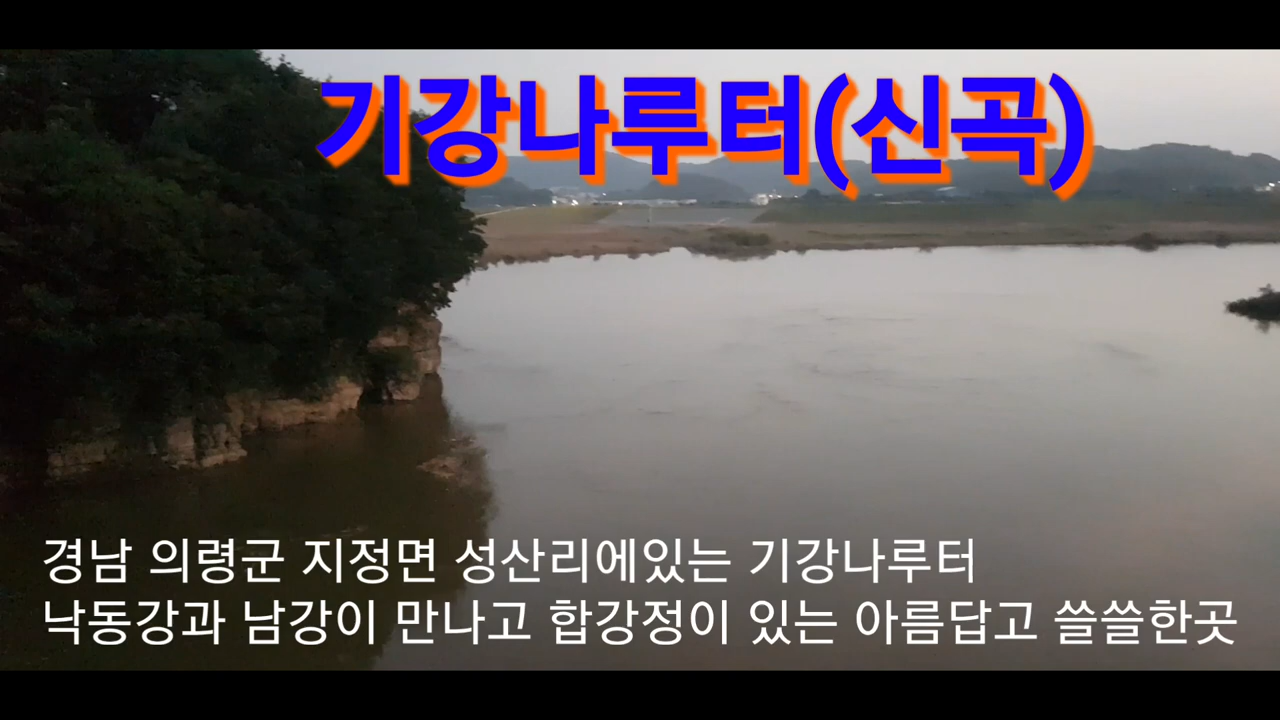 기강나루터(신곡)
경남 의령군 지정면 성산리에있는 기강나루터
낙동강과 남강이 만나고 합강정이 있는 아름답고 쓸쓸한곳